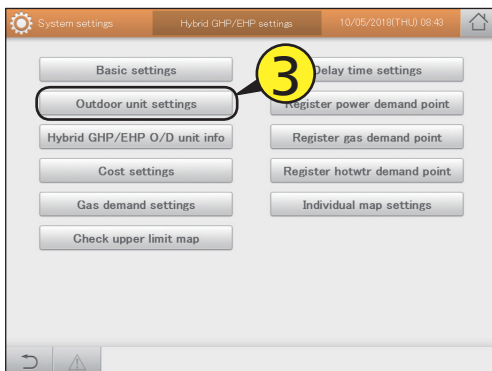 System settings
Hybrid GHP/EHP settings
10/05/2018(THU) 08:43
Basic settings
Delay time settings
3
Outdoor unit settings
Register power demand point
Hybrid GHP/EHP O/D unit info
Register gas demand point
Cost settings
Register hotwtr demand point
Gas demand settings
Individual map settings
Check upper limit map